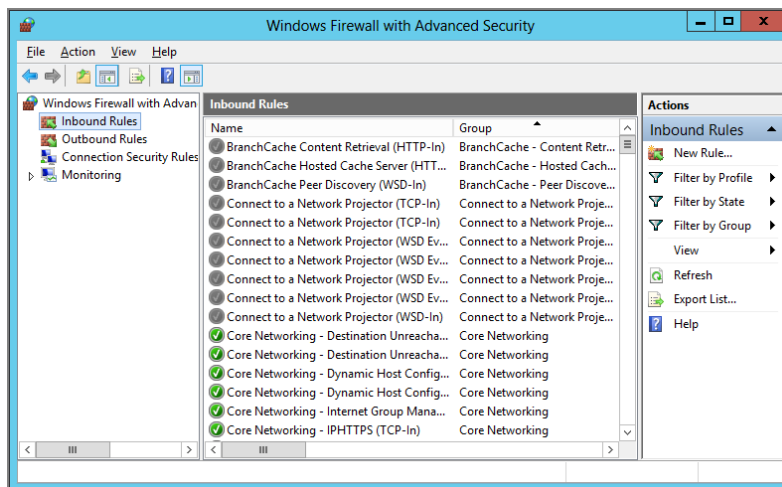 Windows Firewall with Advanced Security
File Action View Help
Windows Firewall with Advan
Inbound Rules
Outbound Rules
Connection Security Rules
Monitoring
Inbound Rules
Name Group
BranchCache Content Retrieval (HTTP-In) BranchCache - Content Retr...
BranchCache Hosted Cache Server (HTT... BranchCache - Hosted Cach...
BranchCache Peer Discovery (WSD-In) BranchCache - Peer Discove...
Connect to a Network Projector (TCP-In) Connect to a Network Proje...
Connect to a Network Projector (TCP-In) Connect to a Network Proje...
Connect to a Network Projector (WSD Ev... Connect to a Network Proje...
Connect to a Network Projector (WSD Ev... Connect to a Network Proje...
Connect to a Network Projector (WSD Ev... Connect to a Network Proje...
Connect to a Network Projector (WSD Ev... Connect to a Network Proje...
Connect to a Network Projector (WSD-In) Connect to a Network Proje...
Core Networking - Destination Unreacha... Core Networking
Core Networking - Destination Unreacha... Core Networking
Core Networking - Dynamic Host Config... Core Networking
Core Networking - Dynamic Host Config... Core Networking
Core Networking - Internet Group Mana... Core Networking
Core Networking - IPHTTPS (TCP-In) Core Networking
Actions
Inbound Rules
New Rule...
Filter by Profile
Filter by State
Filter by Group
View
Refresh
Export List...
Help